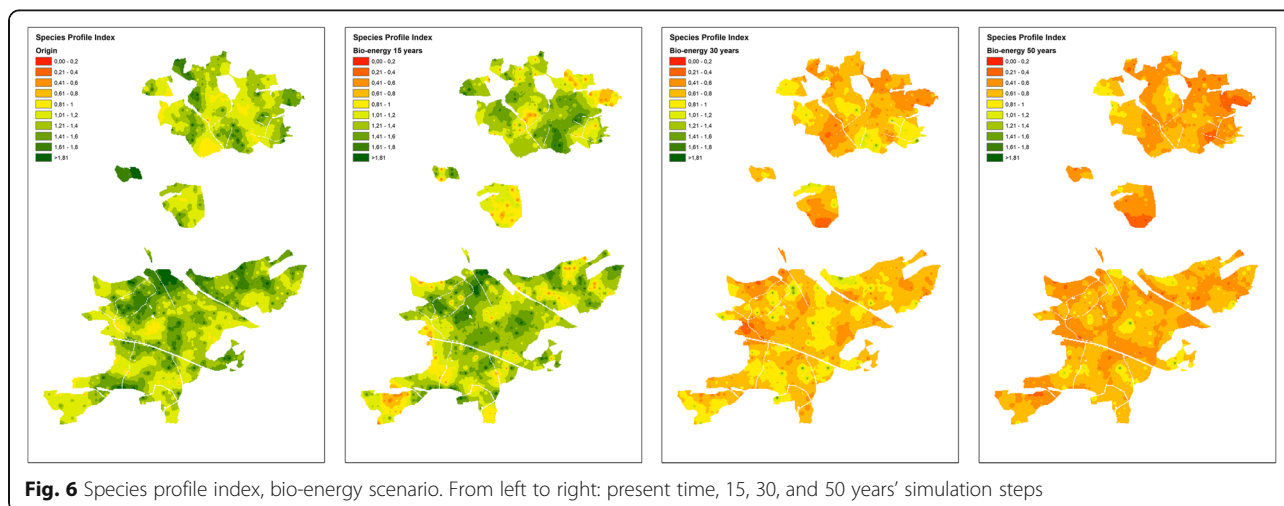 Species Profile Index
Origin
0,00 - 0,2
0,21 - 0,4
0,41 - 0,6
0,61 - 0,8
0,81 - 1
1,01 - 1,2
1,21 - 1,4
1,41 - 1,6
1,61 - 1,8
>1,81
Species Profile Index
Bio-energy 15 years
0,00 - 0,2
0,21 - 0,4
0,41 - 0,6
0,61 - 0,8
0,81 - 1
1,01 - 1,2
1,21 - 1,4
1,41 - 1,6
1,61 - 1,8
>1,81
Species Profile Index
Bio-energy 30 years
0,00 - 0,2
0,21 - 0,4
0,41 - 0,6
0,61 - 0,8
0,81 - 1
1,01 - 1,2
1,21 - 1,4
1,41 - 1,6
1,61 - 1,8
>1,81
Species Profile Index
Bio-energy 50 years
0,00 - 0,2
0,21 - 0,4
0,41 - 0,6
0,61 - 0,8
0,81 - 1
1,01 - 1,2
1,21 - 1,4
1,41 - 1,6
1,61 - 1,8
>1,81
Fig. 6 Species profile index, bio-energy scenario. From left to right: present time, 15, 30, and 50 years’ simulation steps